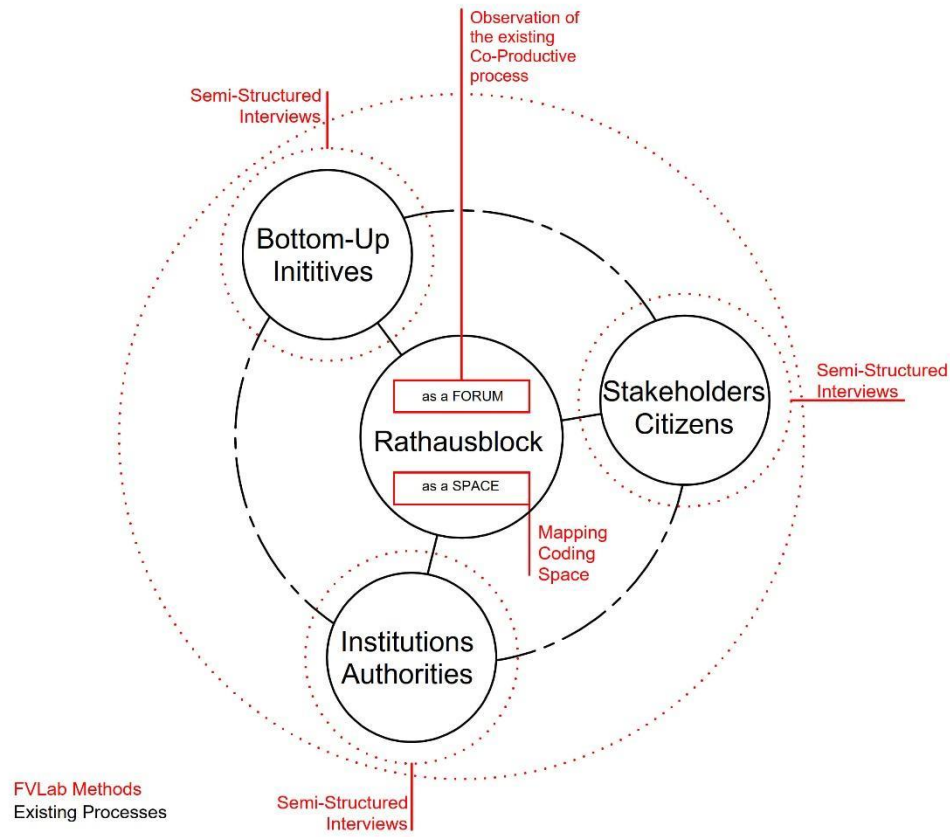 Observation of
the existing
Co-Productive
process
Semi-Structured
Interviews
Bottom-Up
Inititives
Stakeholders
Citizens
Semi-Structured
Interviews
as a FORUM
Rathausblock
as a SPACE
Mapping
Coding
Space
Institutions
Authorities
FVLab Methods
Existing Processes
Semi-Structured
Interviews